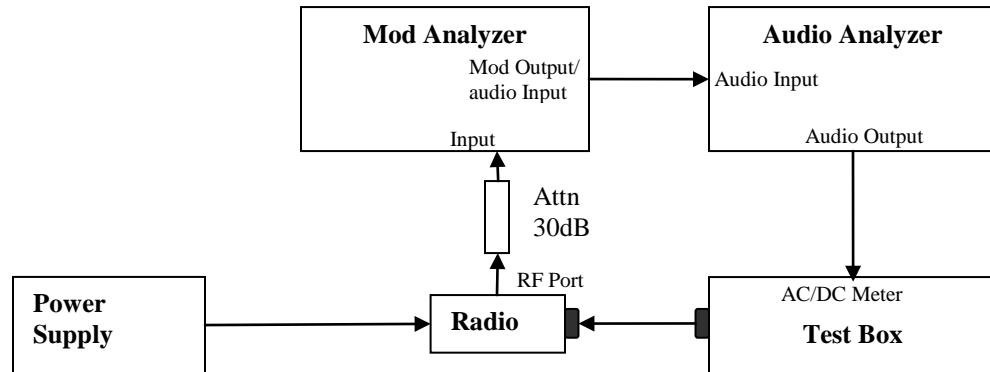 Mod Analyzer
Mod Output/
audio Input
Input
Audio Analyzer
Audio Input
Audio Output
Attn
30dB
RF Port
Power
Supply
Radio
AC/DC Meter
Test Box